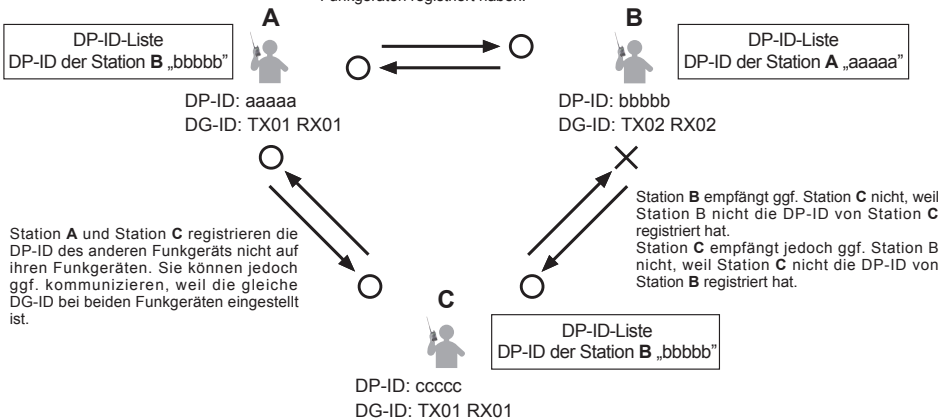 Funkgeräten registriert haben.
A
B
DP-ID-Liste
DP-ID der Station B „bbbbb”
DP-ID-Liste
DP-ID der Station A „aaaaa”
DP-ID: aaaaa
DG-ID: TX01 RX01
DP-ID: bbbbb
DG-ID: TX02 RX02
Station A und Station C registrieren die
DP-ID des anderen Funkgeräts nicht auf
ihren Funkgeräten. Sie können jedoch
ggf. kommunizieren, weil die gleiche
DG-ID bei beiden Funkgeräten eingestellt
ist.
Station B empfängt ggf. Station C nicht, weil
Station B nicht die DP-ID von Station C
registriert hat.
Station C empfängt jedoch ggf. Station B
nicht, weil Station C nicht die DP-ID von
Station B registriert hat.
C
DP-ID-Liste
DP-ID der Station B „bbbbb”
DP-ID: ccccc
DG-ID: TX01 RX01